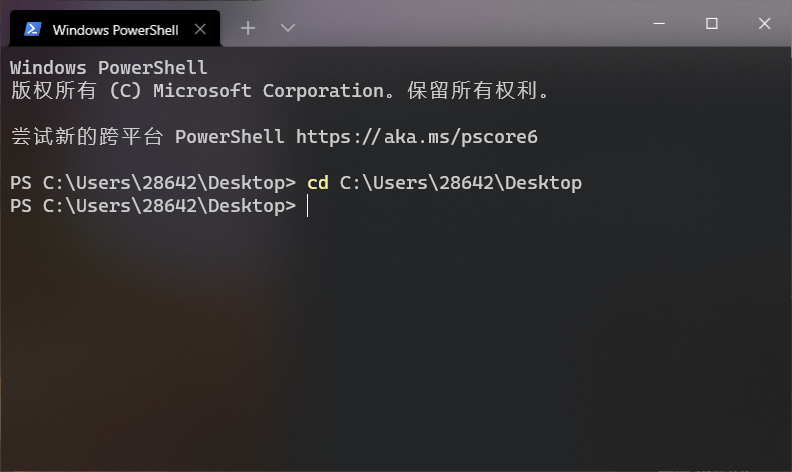 Windows PowerShell
Windows PowerShell
版权所有 (C) Microsoft Corporation。保留所有权利。
尝试新的跨平台 PowerShell https://aka.ms/pscore6
PS C:\Users\28642\Desktop> cd C:\Users\28642\Desktop
PS C:\Users\28642\Desktop>